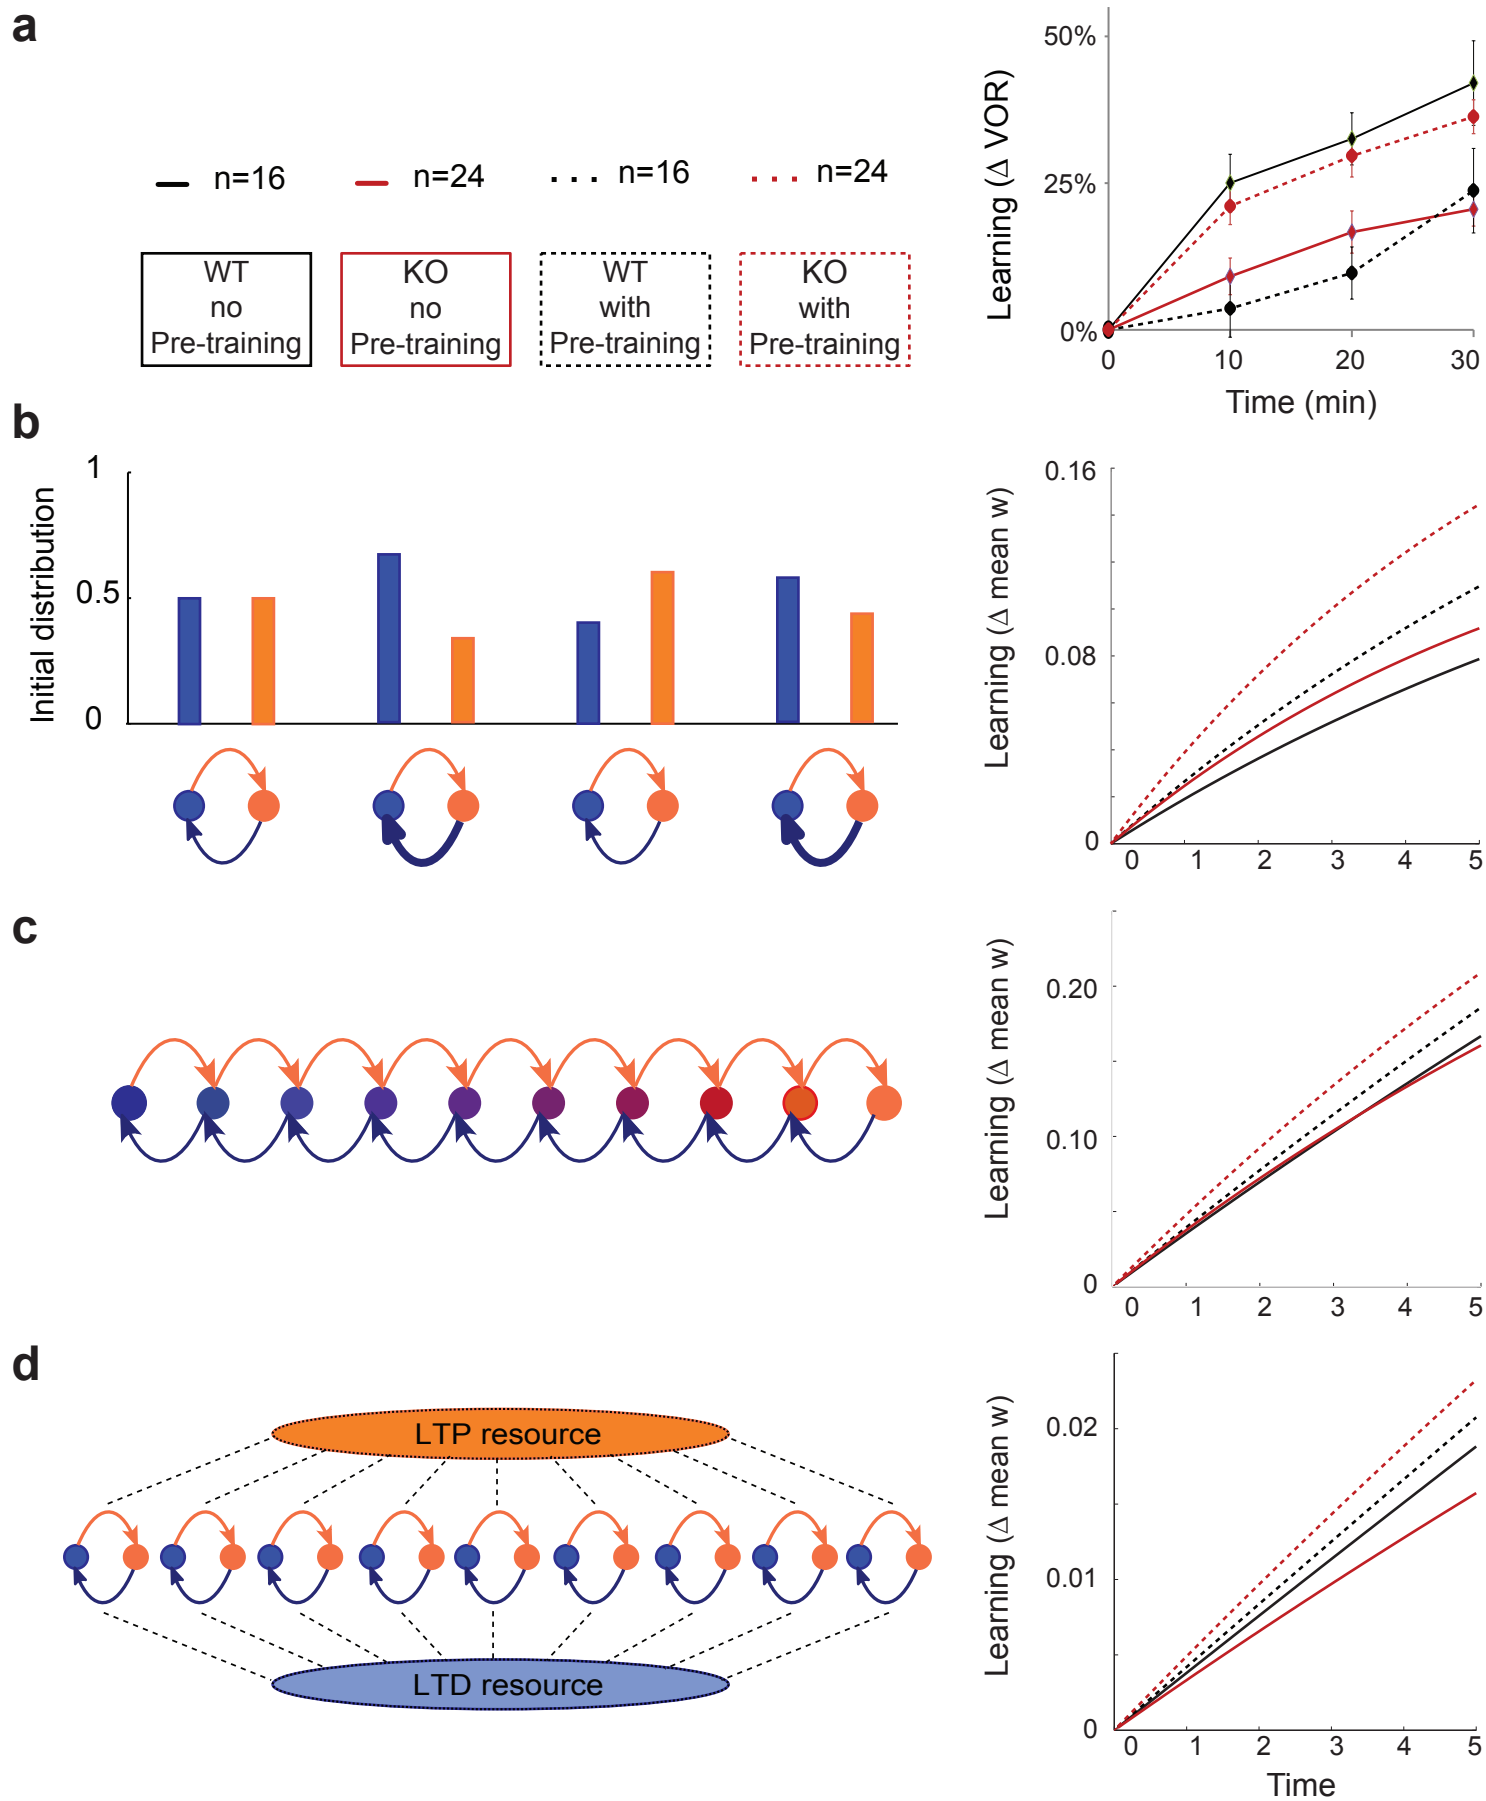 a
n=16
n=24
n=16
n=24
WT
no
Pre-training
KO
no
Pre-training
WT
with
Pre-training
KO
with
Pre-training
Learning (Δ VOR)
50%
25%
0%
0
10
20
30
Time (min)
b
Initial distribution
1
0.5
0
Learning (Δ mean w)
0.16
0.08
0
0
1
2
3
4
5
c
Learning (Δ mean w)
0.20
0.10
0
0
1
2
3
4
5
d
LTP resource
LTD resource
Learning (Δ mean w)
0.02
0.01
0
0
1
2
3
4
5
Time